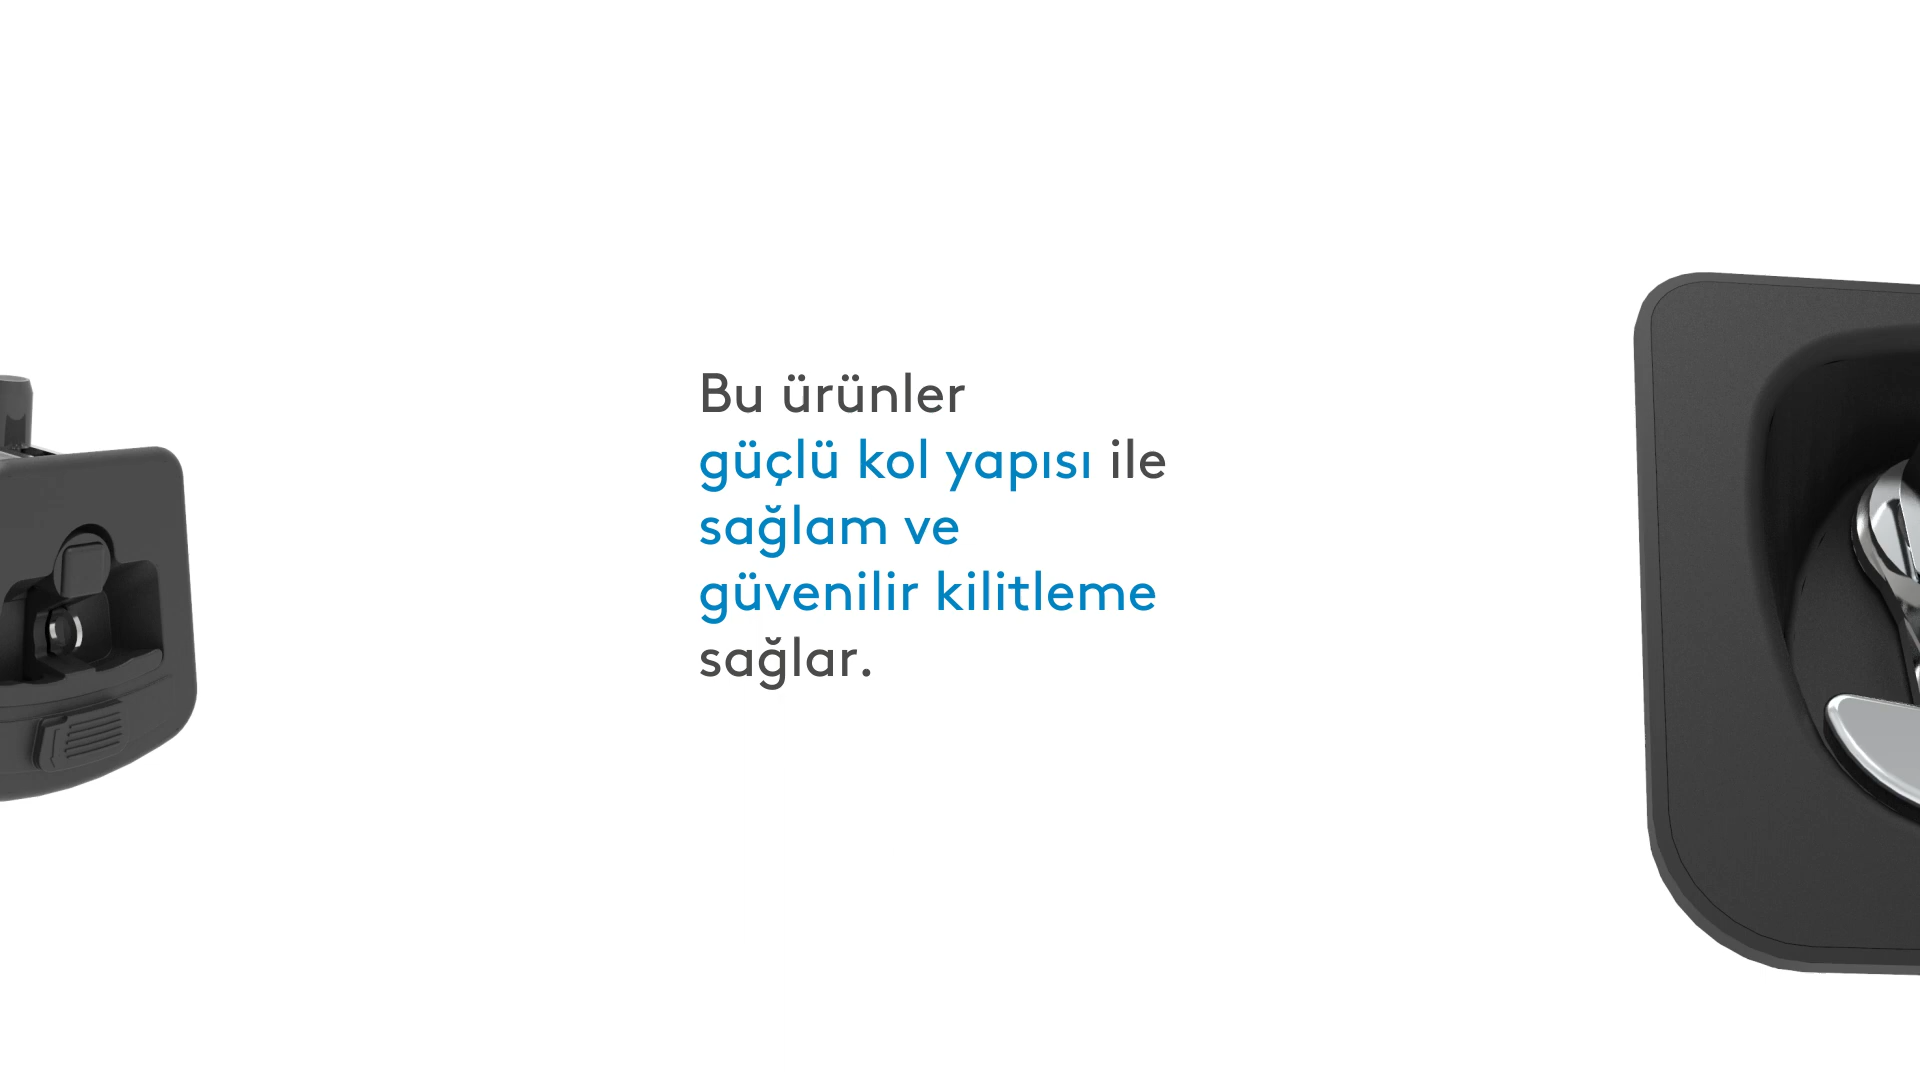 Bu ürünler
güçlü kol yapısı ile
sağlam ve
güvenilir kilitleme
sağlar.